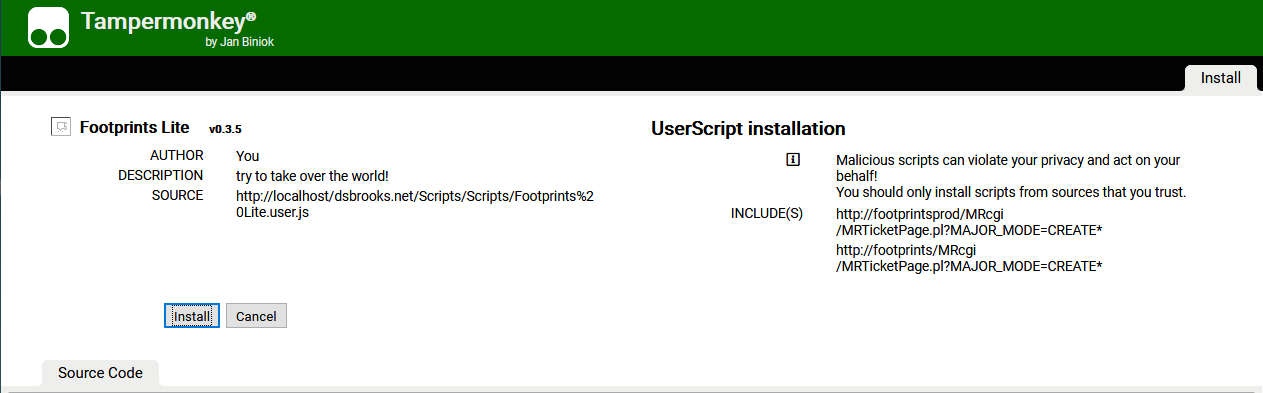 Tampermonkey®
by Jan Biniok
Install
Footprints Lite v0.3.5
AUTHOR You
DESCRIPTION try to take over the world!
SOURCE http://localhost/dsbrooks.net/Scripts/Scripts/Footprints%2
0Lite.user.js
Install Cancel
UserScript installation
Malicious scripts can violate your privacy and act on your
behalf!
You should only install scripts from sources that you trust.
INCLUDE(S) http://footprintsprod/MRcgi
/MRTicketPage.pl?MAJOR_MODE=CREATE*
http://footprints/MRcgi
/MRTicketPage.pl?MAJOR_MODE=CREATE*
Source Code